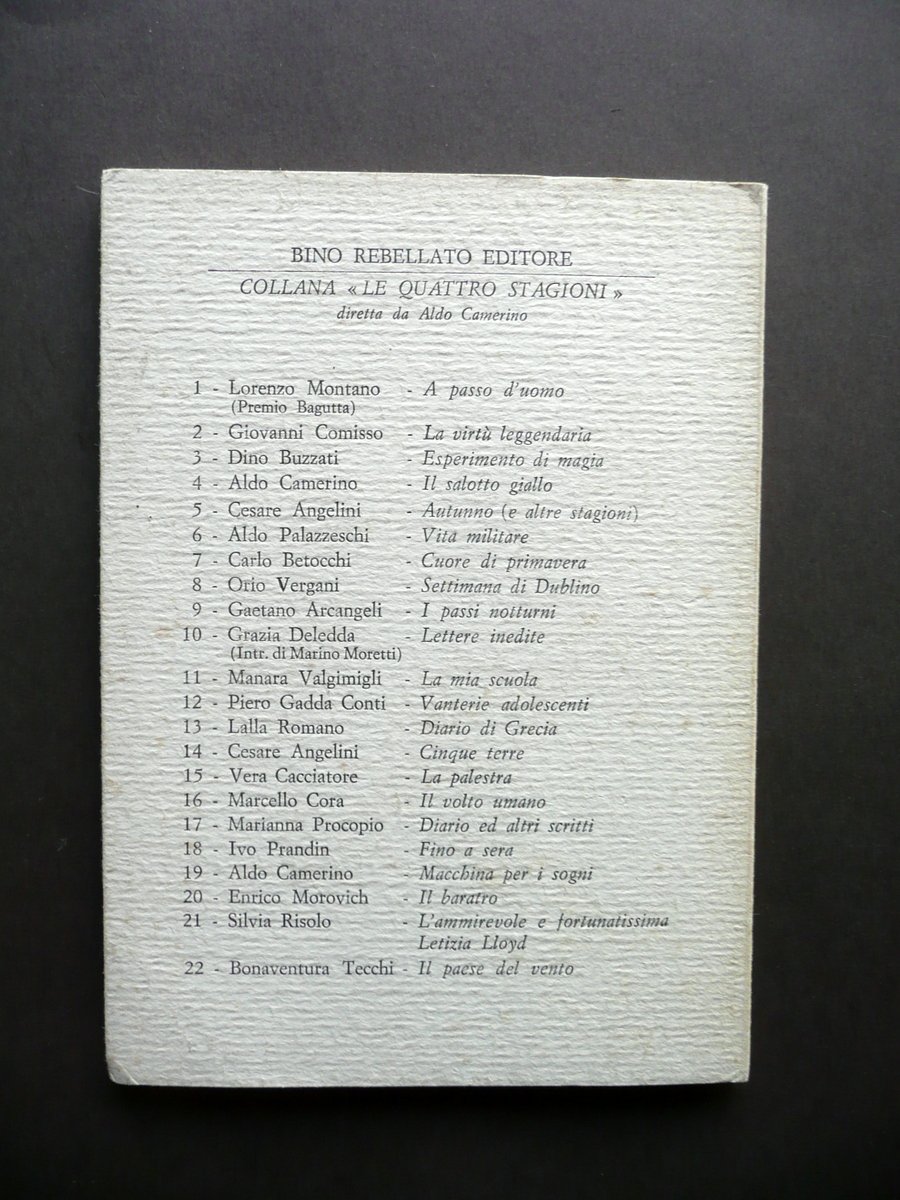 BINO REBELLATO EDITORE
COLLANA « LE QUATTRO STAGIONI »
diretta da Aldo Camerino
1 - Lorenzo Montano - A passo d'uomo
(Premio Bagutta)
2 - Giovanni Comisso - La virtù leggendaria
3 - Dino Buzzati - Esperimento di magia
4 - Aldo Camerino - Il salotto giallo
5 - Cesare Angelini - Autunno (e altre stagioni)
6 - Aldo Palazzeschi - Vita militare
7 - Carlo Betocchi - Cuore di primavera
8 - Orio Vergani - Settimana di Dublino
9 - Gaetano Arcangeli - I passi notturni
10 - Grazia Deledda - Lettere inedite
(Intr. di Marino Moretti)
11 - Manara Valgimigli - La mia scuola
12 - Piero Gadda Conti - Vanterie adolescenti
13 - Lalla Romano - Diario di Grecia
14 - Cesare Angelini - Cinque terre
15 - Vera Cacciatore - La palestra
16 - Marcello Cora - Il volto umano
17 - Marianna Procopio - Diario ed altri scritti
18 - Ivo Prandin - Fino a sera
19 - Aldo Camerino - Macchina per i sogni
20 - Enrico Morovich - Il baratro
21 - Silvia Risolo - L'ammirevole e fortunatissima
Letizia Lloyd
22 - Bonaventura Tecchi - Il paese del vento